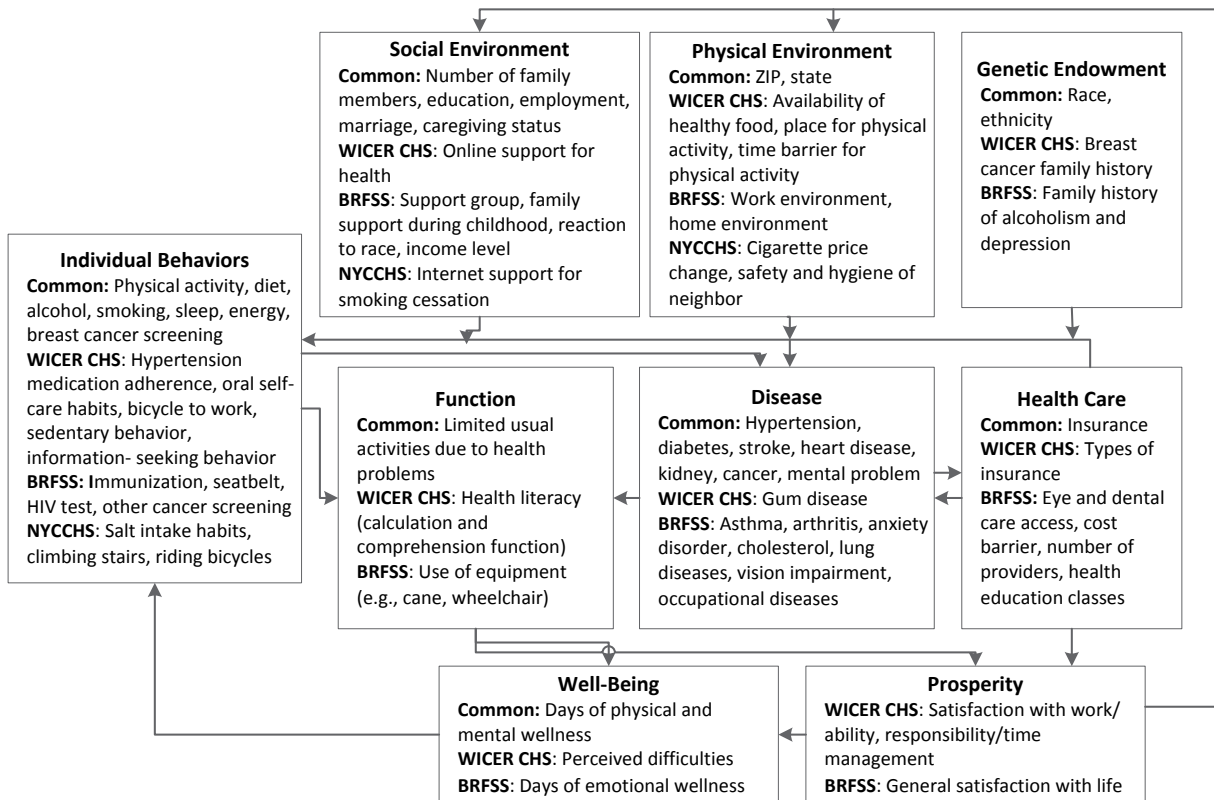 Social Environment
Common: Number of family
members, education, employment,
marriage, caregiving status
WICER CHS: Online support for
health
BRFSS: Support group, family
support during childhood, reaction
to race, income level
NYCCHS: Internet support for
smoking cessation
Physical Environment
Common: ZIP, state
WICER CHS: Availability of
healthy food, place for physical
activity, time barrier for
physical activity
BRFSS: Work environment,
home environment
NYCCHS: Cigarette price
change, safety and hygiene of
neighbor
Genetic Endowment
Common: Race,
ethnicity
WICER CHS: Breast
cancer family history
BRFSS: Family history
of alcoholism and
depression
Individual Behaviors
Common: Physical activity, diet,
alcohol, smoking, sleep, energy,
breast cancer screening
WICER CHS: Hypertension
medication adherence, oral self-
care habits, bicycle to work,
sedentary behavior,
information- seeking behavior
BRFSS: Immunization, seatbelt,
HIV test, other cancer screening
NYCCHS: Salt intake habits,
climbing stairs, riding bicycles
Function
Common: Limited usual
activities due to health
problems
WICER CHS: Health literacy
(calculation and
comprehension function)
BRFSS: Use of equipment
(e.g., cane, wheelchair)
Disease
Common: Hypertension,
diabetes, stroke, heart disease,
kidney, cancer, mental problem
WICER CHS: Gum disease
BRFSS: Asthma, arthritis, anxiety
disorder, cholesterol, lung
diseases, vision impairment,
occupational diseases
Health Care
Common: Insurance
WICER CHS: Types of
insurance
BRFSS: Eye and dental
care access, cost
barrier, number of
providers, health
education classes
Well-Being
Common: Days of physical and
mental wellness
WICER CHS: Perceived difficulties
BRFSS: Days of emotional wellness
Prosperity
WICER CHS: Satisfaction with work/
ability, responsibility/time
management
BRFSS: General satisfaction with life